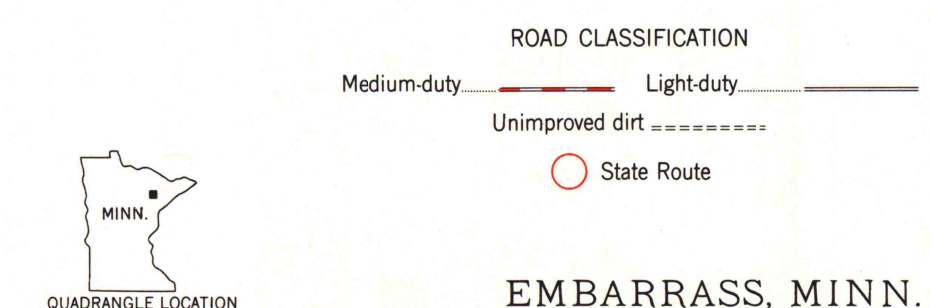 ROAD CLASSIFICATION
Medium-duty Light-duty
Unimproved dirt
State Route
MINN.
QUADRANGLE LOCATION
EMBARRASS, MINN.